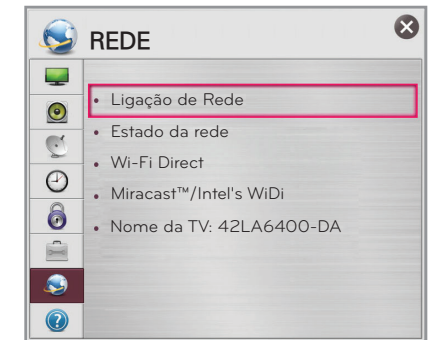 REDE
• Ligação de Rede
• Estado da rede
• Wi-Fi Direct
• Miracast™/Intel's WiDi
• Nome da TV: 42LA6400-DA